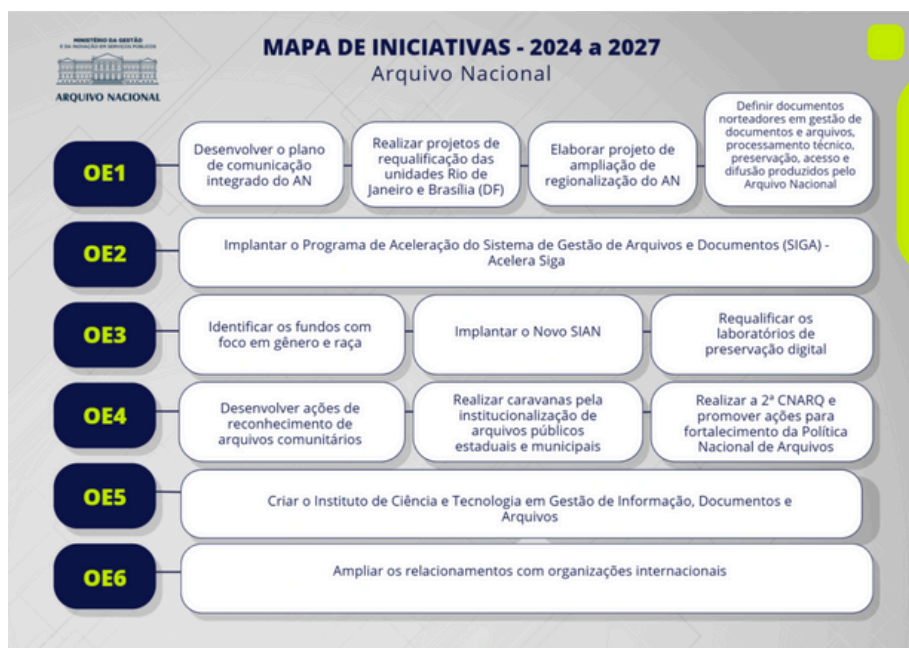 MINISTÉRIO DA GESTÃO
E DA INOVAÇÃO EM SERVIÇOS PÚBLICOS
ARQUIVO NACIONAL
MAPA DE INICIATIVAS - 2024 a 2027
Arquivo Nacional
OE1
Desenvolver o plano
de comunicação
integrado do AN
Realizar projetos de
requalificação das
unidades Rio de
Janeiro e Brasília (DF)
Elaborar projeto de
ampliação de
regionalização do AN
Definir documentos
norteadores em gestão de
documentos e arquivos,
processamento técnico,
preservação, acesso e
difusão produzidos pelo
Arquivo Nacional
OE2
Implantar o Programa de Aceleração do Sistema de Gestão de Arquivos e Documentos (SIGA) -
Acelera Siga
OE3
Identificar os fundos com
foco em gênero e raça
Implantar o Novo SIAN
Requalificar os
laboratórios de
preservação digital
OE4
Desenvolver ações de
reconhecimento de
arquivos comunitários
Realizar caravanas pela
institucionalização de
arquivos públicos
estaduais e municipais
Realizar a 2ª CNARQ e
promover ações para
fortalecimento da Política
Nacional de Arquivos
OE5
Criar o Instituto de Ciência e Tecnologia em Gestão de Informação, Documentos e
Arquivos
OE6
Ampliar os relacionamentos com organizações internacionais